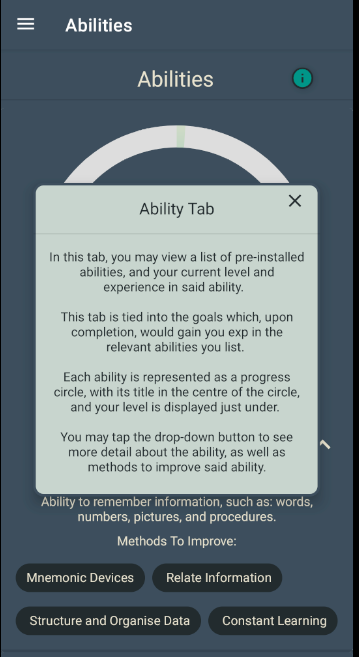 Abilities
Abilities
i
Ability Tab
In this tab, you may view a list of pre-installed
abilities, and your current level and
experience in said ability.
This tab is tied into the goals which, upon
completion, would gain you exp in the
relevant abilities you list.
Each ability is represented as a progress
circle, with its title in the centre of the circle,
and your level is displayed just under.
You may tap the drop-down button to see
more detail about the ability, as well as
methods to improve said ability.
Ability to remember information, such as: words,
numbers, pictures, and procedures.
Methods To Improve:
Mnemonic Devices
Relate Information
Structure and Organise Data
Constant Learning